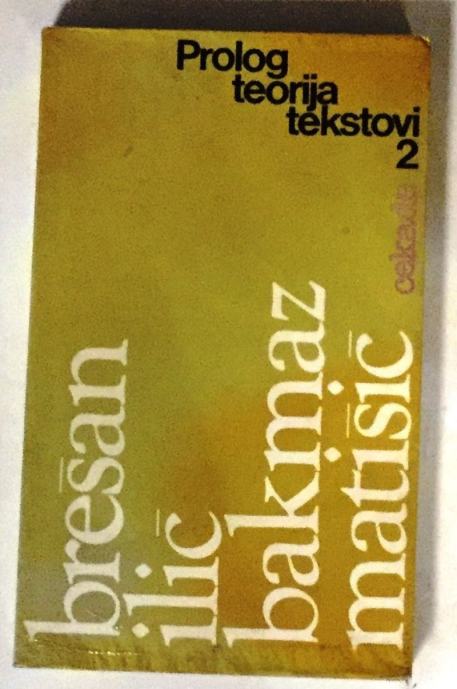 Prolog
teorija
tekstovi
2
cekade
brešan
ilić
bakmaz
matišić